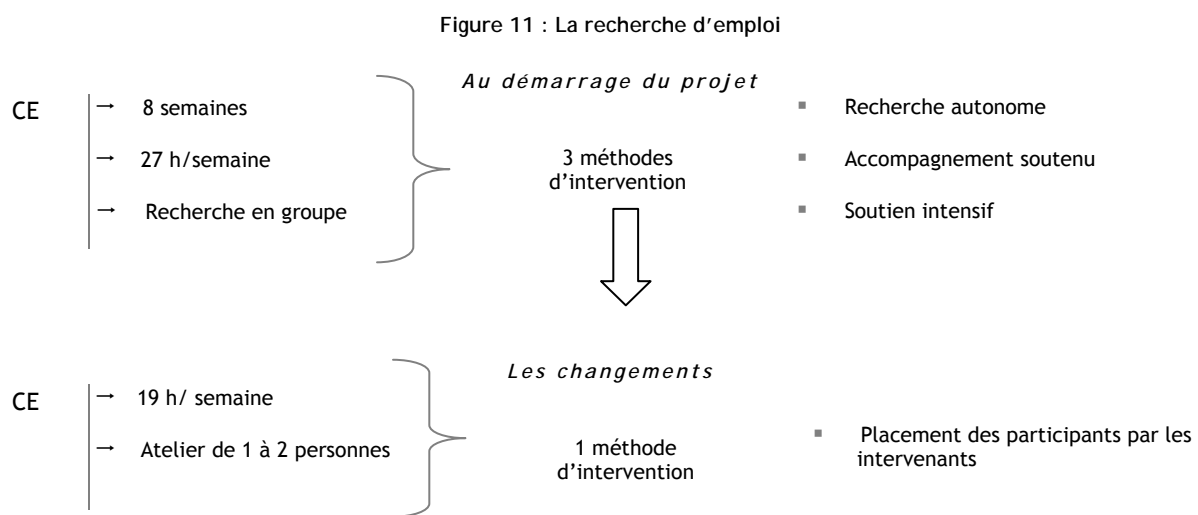 Figure 11 : La recherche d'emploi
Au démarrage du projet
CE
→ 8 semaines
→ 27 h/semaine
→ Recherche en groupe
3 méthodes
d'intervention
▪ Recherche autonome
▪ Accompagnement soutenu
▪ Soutien intensif
Les changements
CE
→ 19 h/ semaine
→ Atelier de 1 à 2 personnes
1 méthode
d'intervention
▪ Placement des participants par les
intervenants